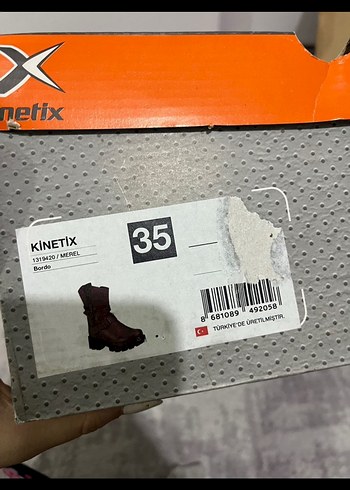 netix
KİNETİX
35
1319420 / MEREL
Bordo
8 681089 492058
TÜRKİYE'DE ÜRETİLMİŞTİR.